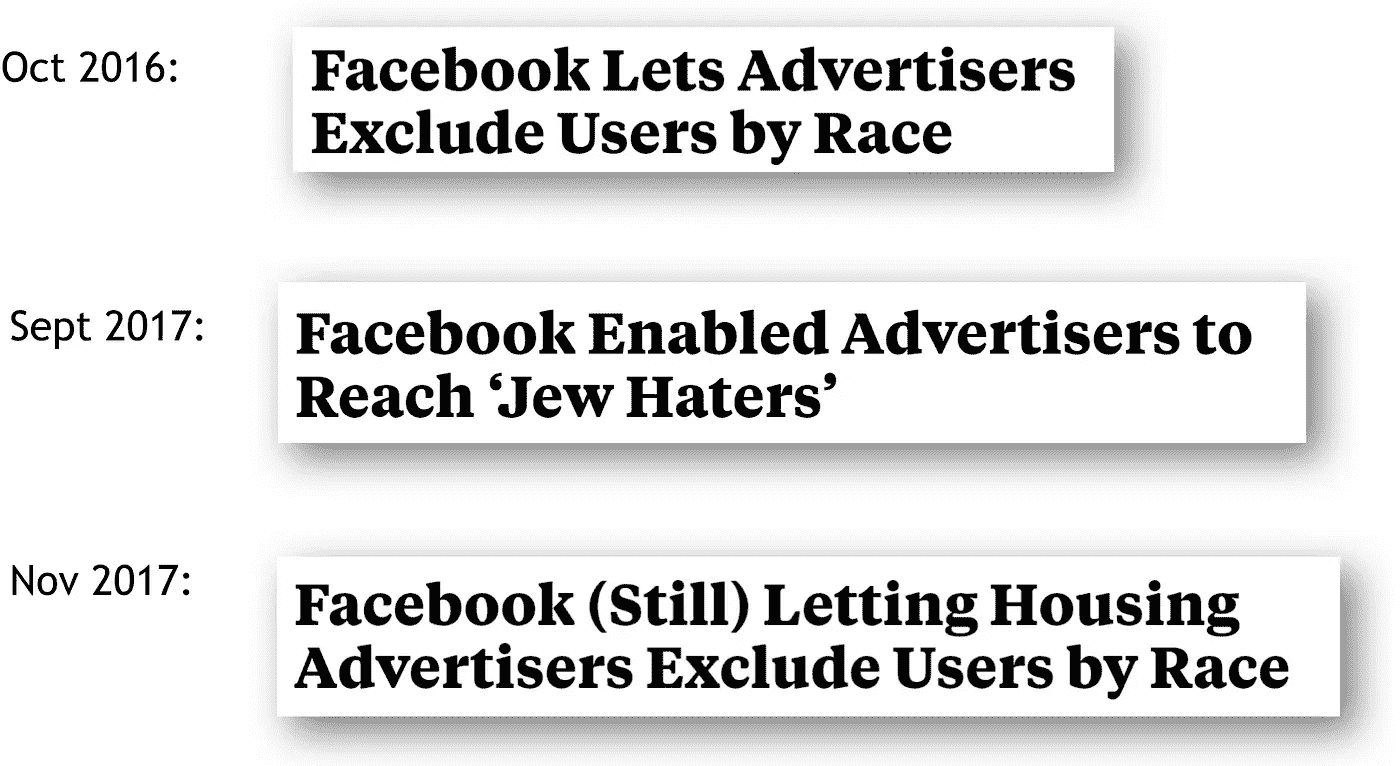 Oct 2016:
Facebook Lets Advertisers
Exclude Users by Race
Sept 2017:
Facebook Enabled Advertisers to
Reach ‘Jew Haters’
Nov 2017:
Facebook (Still) Letting Housing
Advertisers Exclude Users by Race